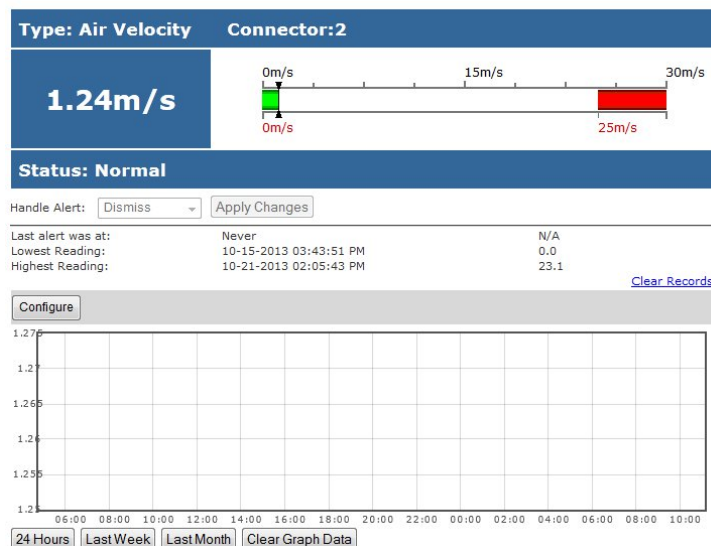 Type: Air Velocity Connector:2
0m/s 15m/s 30m/s
1.24m/s
0m/s 25m/s
Status: Normal
Handle Alert: Dismiss Apply Changes
Last alert was at: Never N/A
Lowest Reading: 10-15-2013 03:43:51 PM 0.0
Highest Reading: 10-21-2013 02:05:43 PM 23.1
Clear Records
Configure
1.275
1.27
1.265
1.26
1.255
1.25
06:00 08:00 10:00 12:00 14:00 16:00 18:00 20:00 22:00 00:00 02:00 04:00 06:00 08:00 10:00
24 Hours Last Week Last Month Clear Graph Data